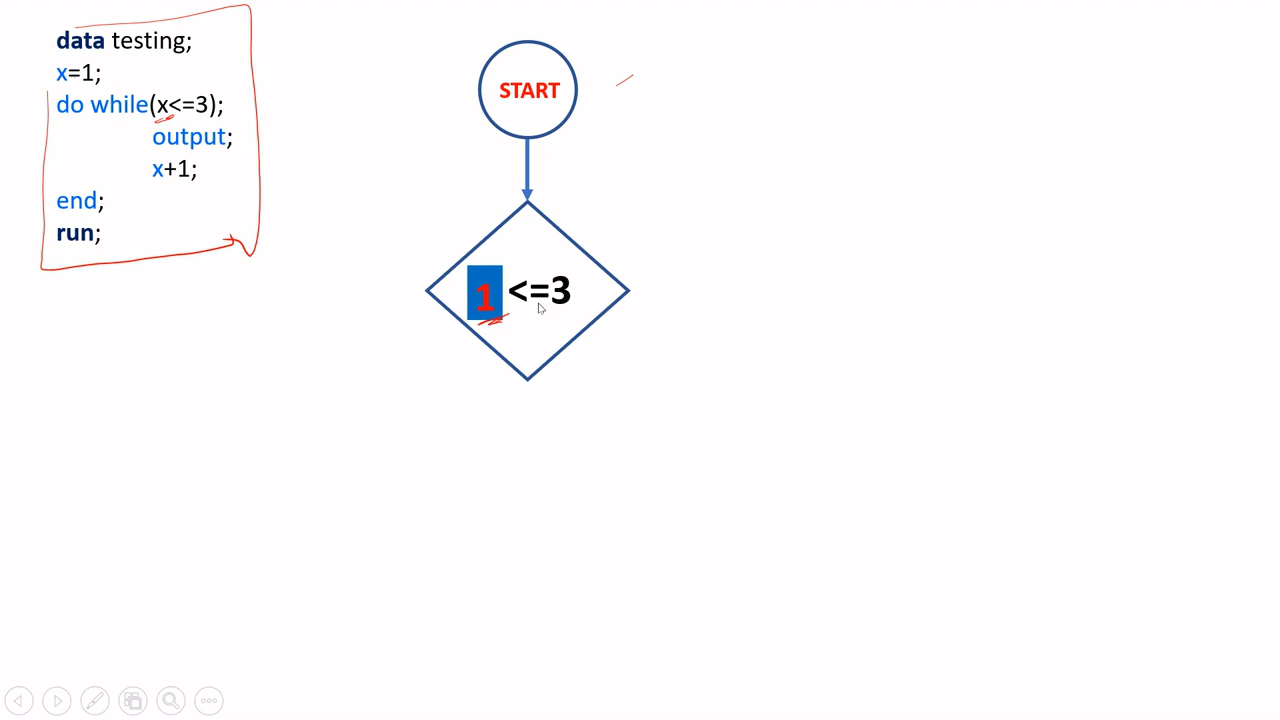 data testing;
x=1;
do while(x<=3);
output;
x+1;
end;
run;
START
1 <=3